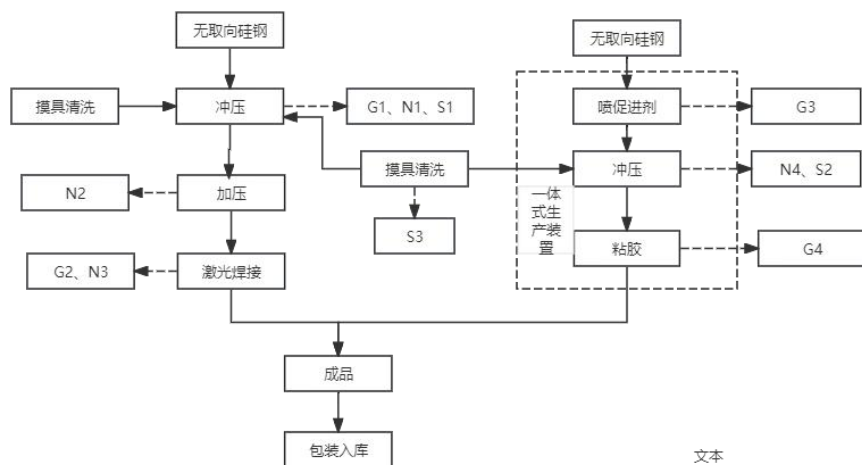 无取向硅钢
无取向硅钢
摸具清洗
冲压
G1、N1、S1
喷促进剂
G3
摸具清洗
冲压
N4、S2
N2
加压
一体
式生
产装
置
S3
粘胶
G4
G2、N3
激光焊接
成品
包装入库
文本